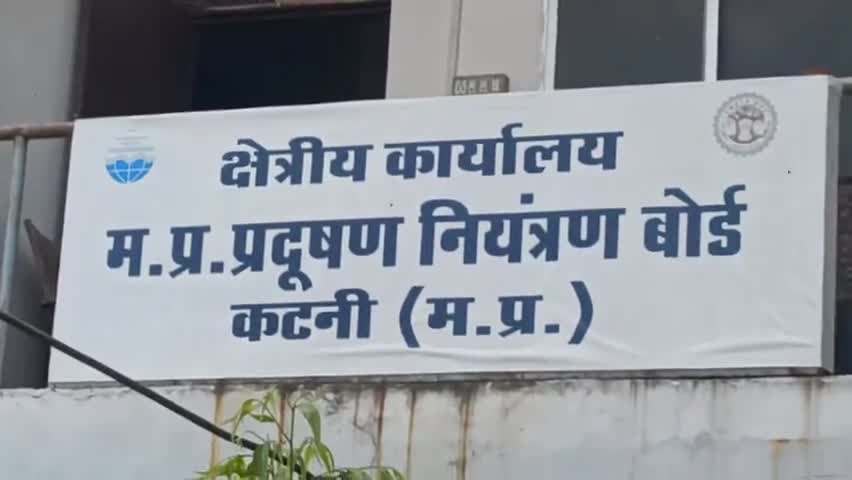 क्षेत्रीय कार्यालय
म.प्र.प्रदूषण नियंत्रण बोर्ड
कटनी (म.प्र.)